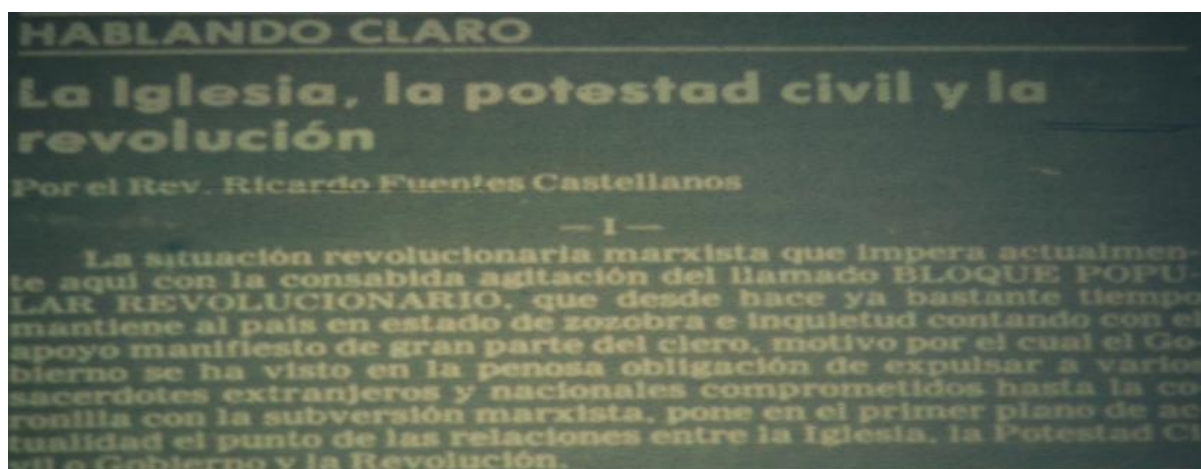 HABLANDO CLARO
La Iglesia, la potestad civil y la
revolución
Por el Rev. Ricardo Fuentes Castellanos
— I —
La situación revolucionaria marxista que impera actualmen-
te aquí con la consabida agitación del llamado BLOQUE POPU-
LAR REVOLUCIONARIO, que desde hace ya bastante tiempo
mantiene al país en estado de zozobra e inquietud contando con el
apoyo manifiesto de gran parte del clero, motivo por el cual el Go-
bierno se ha visto en la penosa obligación de expulsar a varios
sacerdotes extranjeros y nacionales comprometidos hasta la co-
ronilla con la subversión marxista, pone en el primer plano de ac-
tualidad el punto de las relaciones entre la Iglesia, la Potestad Ci
vil o Gobierno y la Revolución.